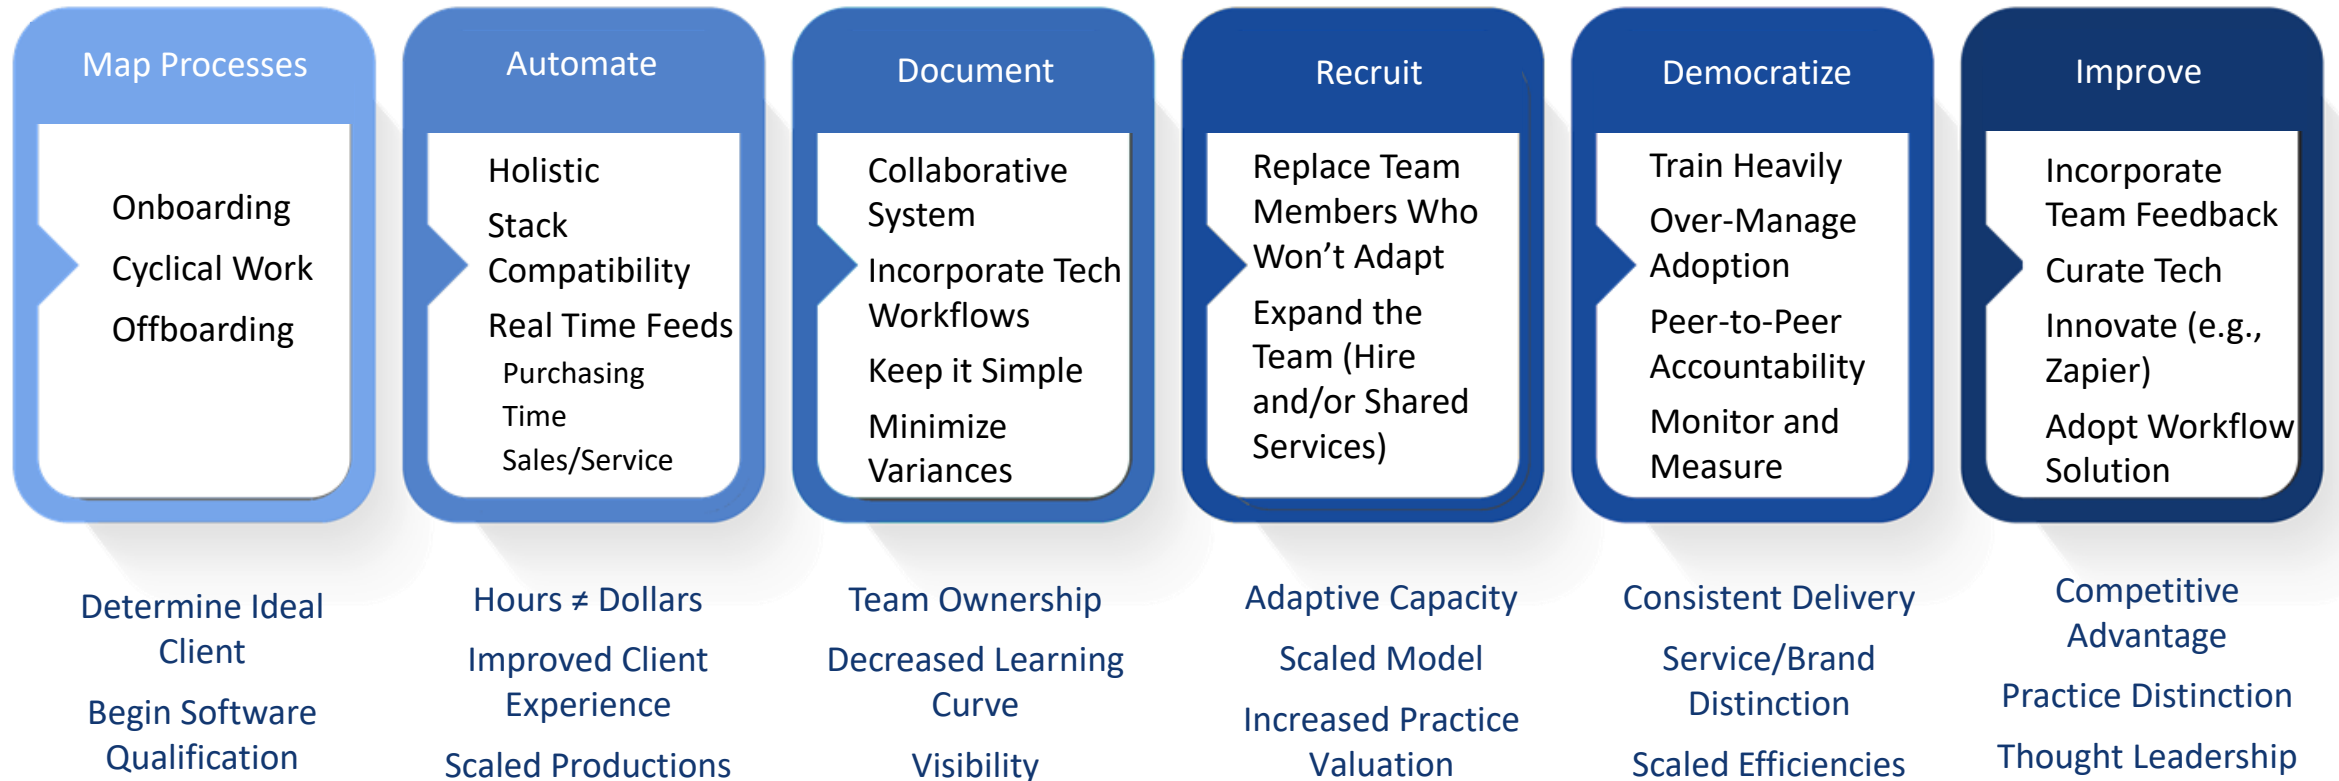 Map Processes
Onboarding
Cyclical Work
Offboarding
Determine Ideal
Client
Begin Software
Qualification
Automate
Holistic
Stack
Compatibility
Real Time Feeds
Purchasing
Time
Sales/Service
Hours ≠ Dollars
Improved Client
Experience
Scaled Productions
Document
Collaborative
System
Incorporate Tech
Workflows
Keep it Simple
Minimize
Variances
Team Ownership
Decreased Learning
Curve
Visibility
Recruit
Replace Team
Members Who
Won’t Adapt
Expand the
Team (Hire
and/or Shared
Services)
Adaptive Capacity
Scaled Model
Increased Practice
Valuation
Democratize
Train Heavily
Over-Manage
Adoption
Peer-to-Peer
Accountability
Monitor and
Measure
Consistent Delivery
Service/Brand
Distinction
Scaled Efficiencies
Improve
Incorporate
Team Feedback
Curate Tech
Innovate (e.g.,
Zapier)
Adopt Workflow
Solution
Competitive
Advantage
Practice Distinction
Thought Leadership